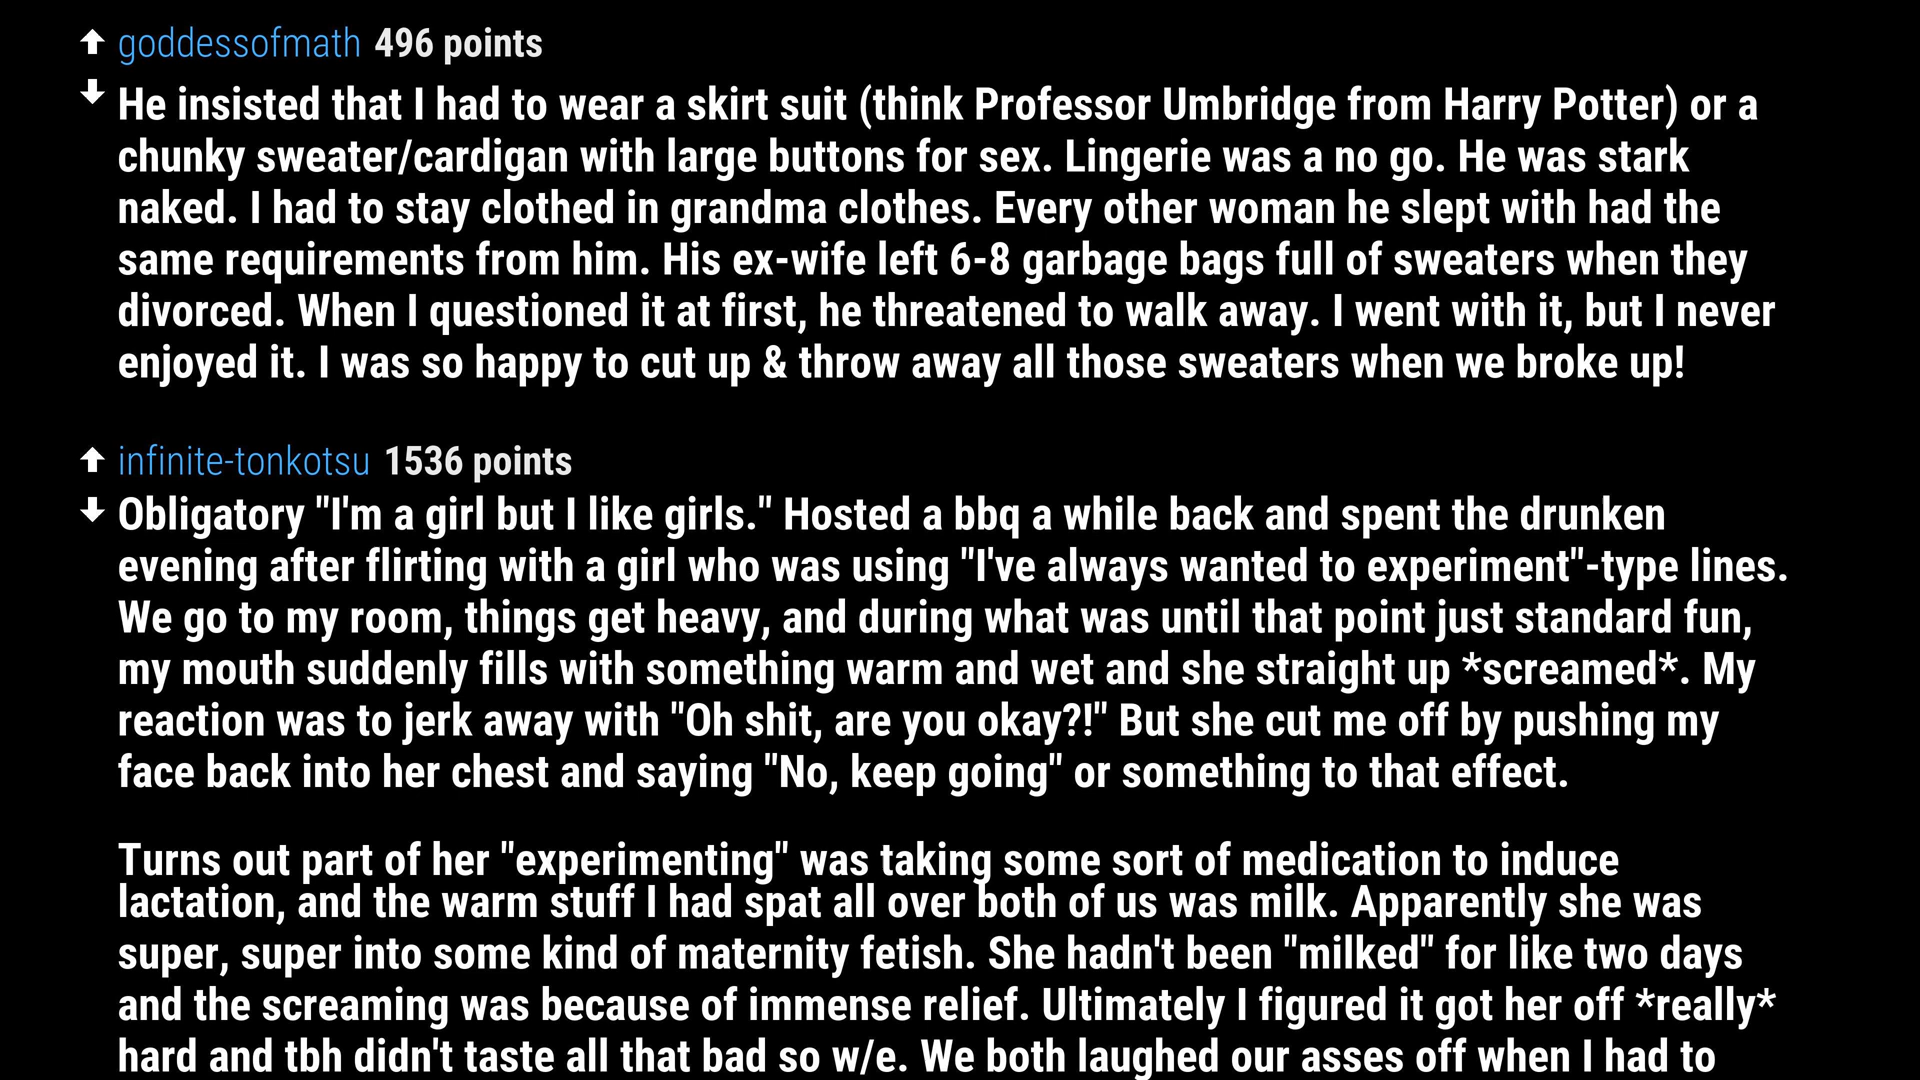 goddessofmath 496 points
He insisted that I had to wear a skirt suit (think Professor Umbridge from Harry Potter) or a
chunky sweater/cardigan with large buttons for sex. Lingerie was a no go. He was stark
naked. I had to stay clothed in grandma clothes. Every other woman he slept with had the
same requirements from him. His ex-wife left 6-8 garbage bags full of sweaters when they
divorced. When I questioned it at first, he threatened to walk away. I went with it, but I never
enjoyed it. I was so happy to cut up & throw away all those sweaters when we broke up!
infinite-tonkotsu 1536 points
Obligatory "I'm a girl but I like girls." Hosted a bbq a while back and spent the drunken
evening after flirting with a girl who was using "I've always wanted to experiment"-type lines.
We go to my room, things get heavy, and during what was until that point just standard fun,
my mouth suddenly fills with something warm and wet and she straight up *screamed*. My
reaction was to jerk away with "Oh shit, are you okay?!" But she cut me off by pushing my
face back into her chest and saying "No, keep going" or something to that effect.
Turns out part of her "experimenting" was taking some sort of medication to induce
lactation, and the warm stuff I had spat all over both of us was milk. Apparently she was
super, super into some kind of maternity fetish. She hadn't been "milked" for like two days
and the screaming was because of immense relief. Ultimately I figured it got her off *really*
hard and tbh didn't taste all that bad so w/e. We both laughed our asses off when I had to